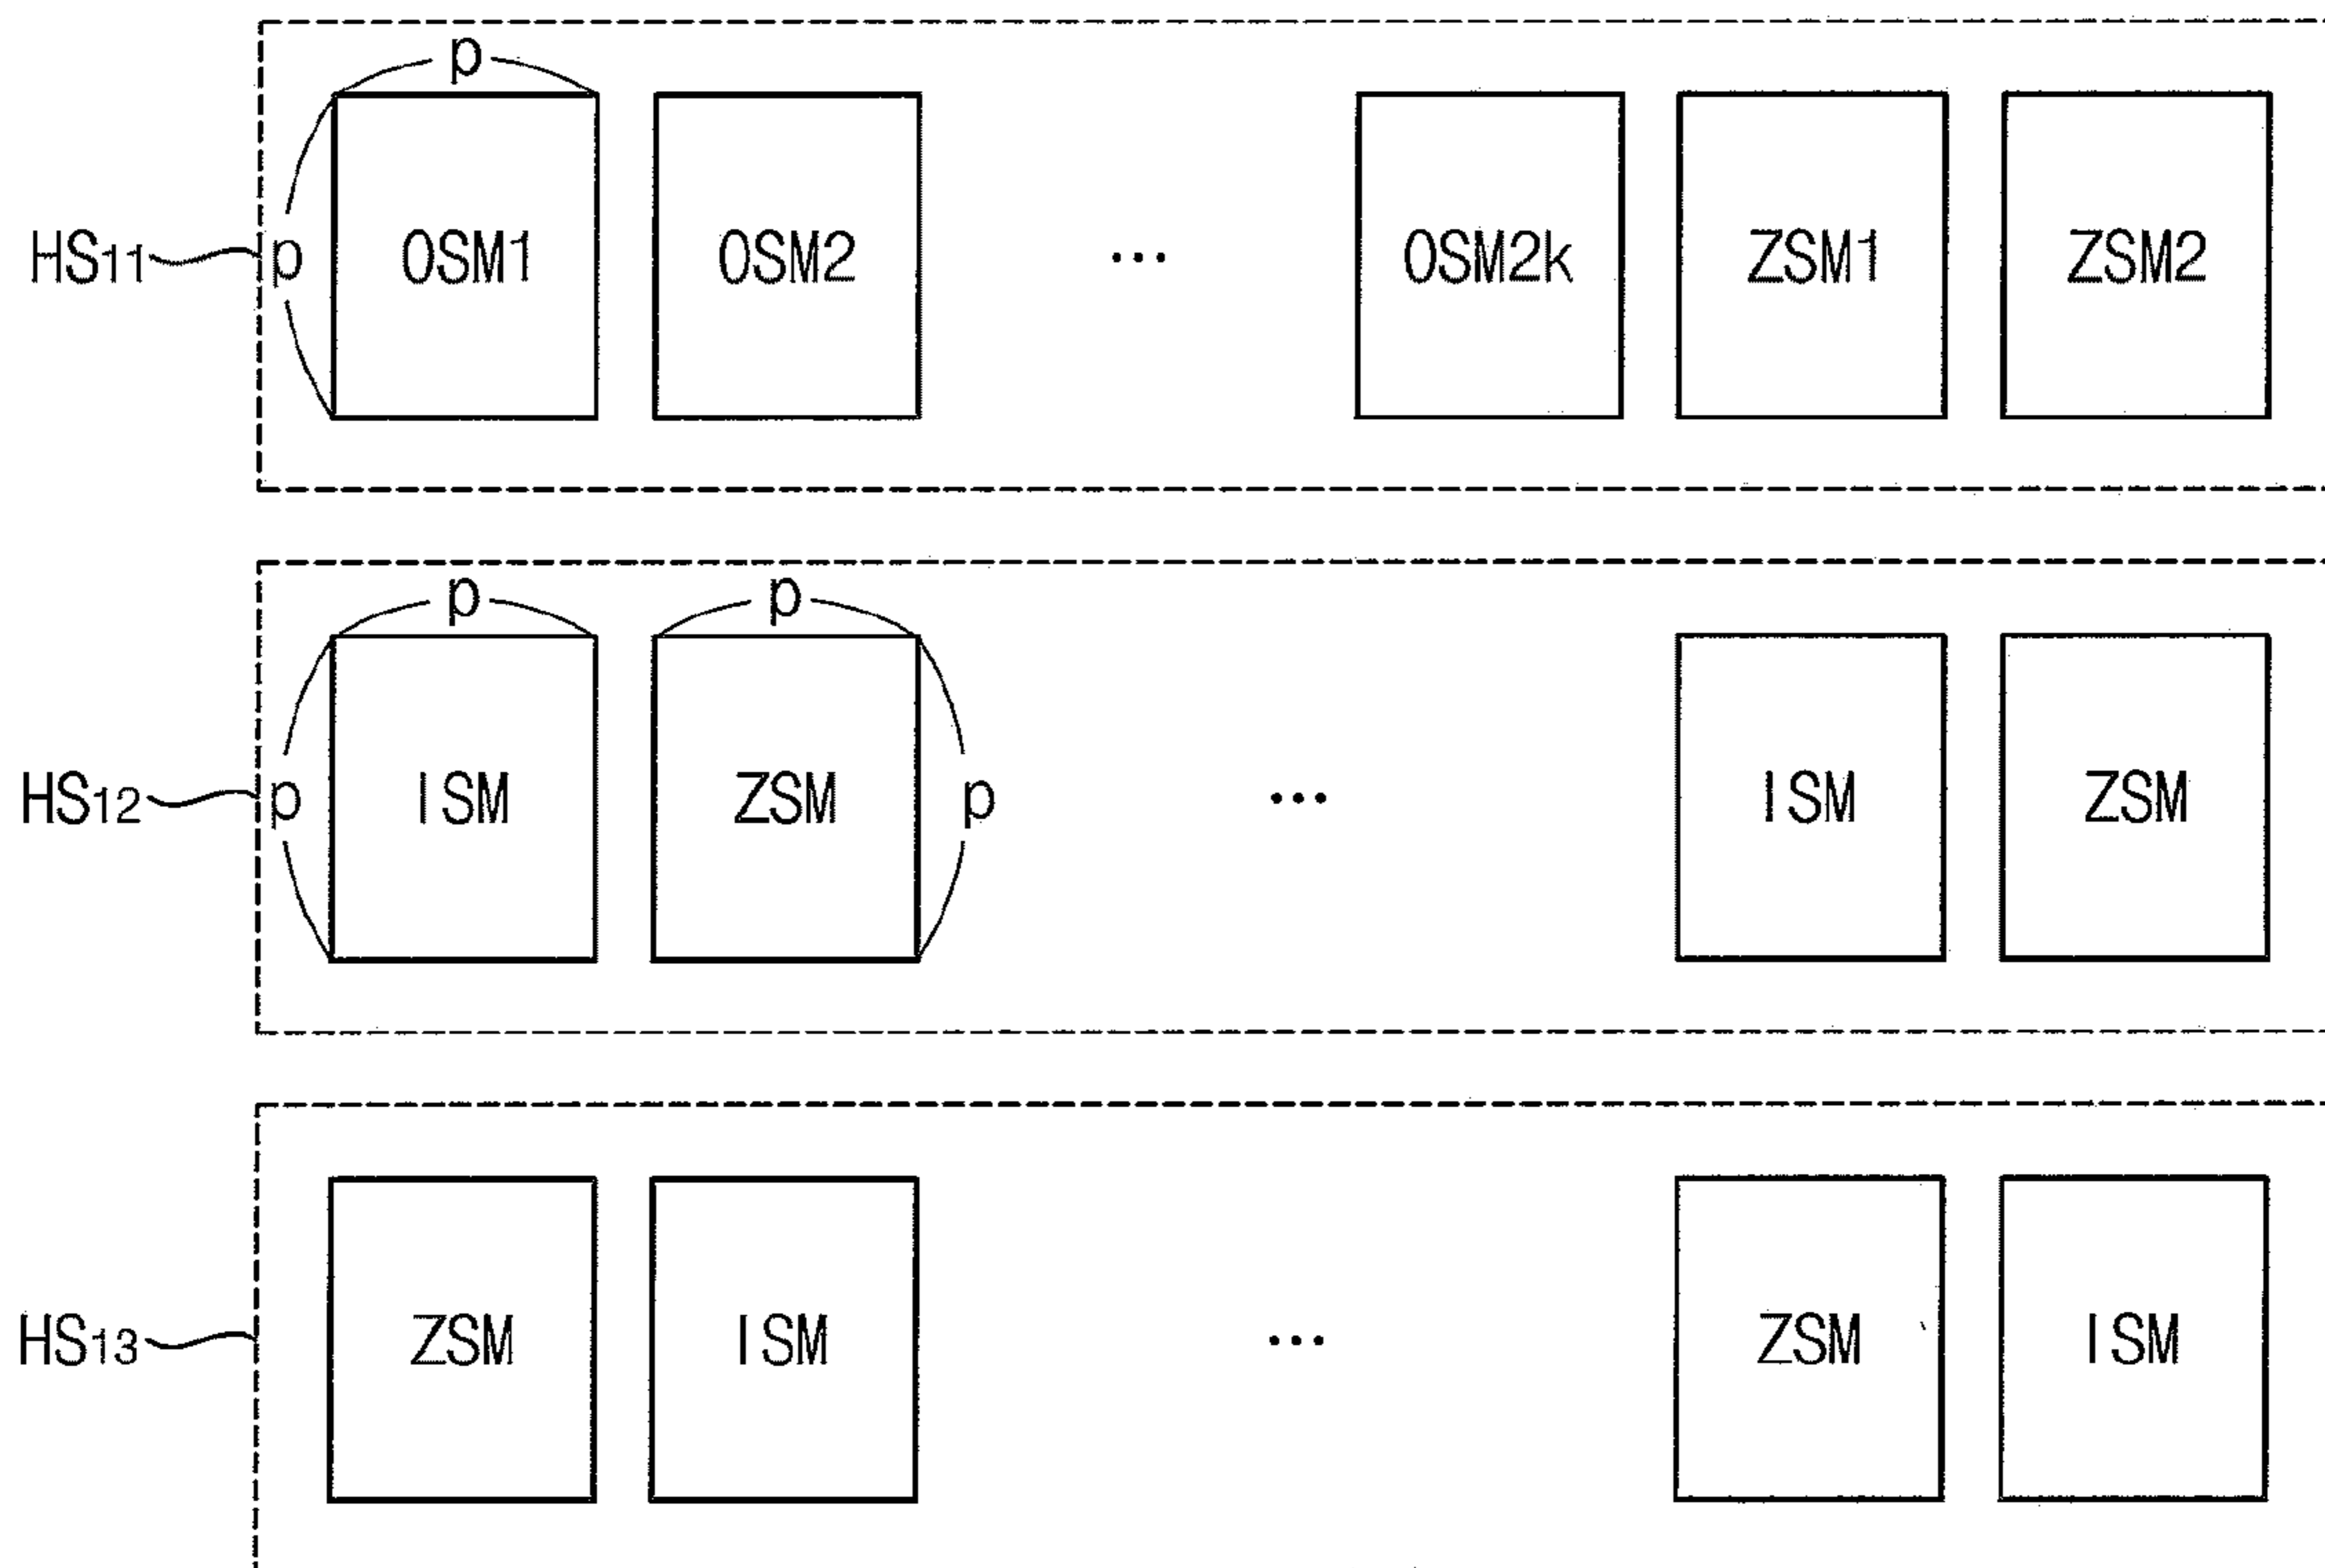 p
HS11 p OSM1 OSM2 ... OSM2k ZSM1 ZSM2
p p
HS12 p ISM ZSM p ... ISM ZSM
HS13 ZSM ISM ... ZSM ISM